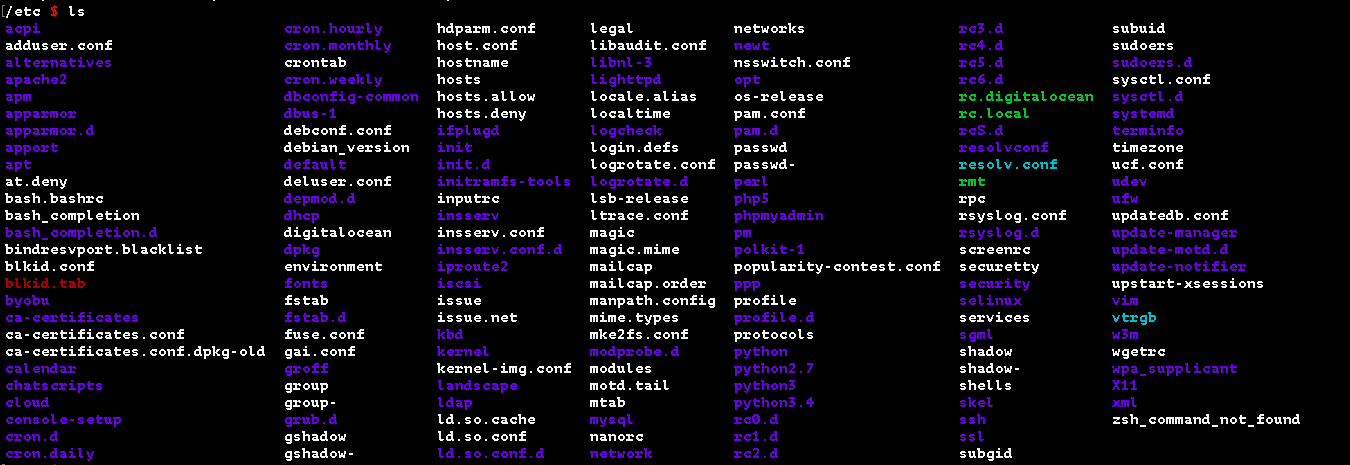 /etc $ ls
acpi cron.hourly hdparm.conf legal networks rc3.d subuid
adduser.conf cron.monthly host.conf libaudit.conf newt rc4.d sudoers
alternatives crontab hostname libnl-3 nsswitch.conf rc5.d sudoers.d
apache2 cron.weekly hosts lighttpd opt rc6.d sysctl.conf
apm dbconfig-common hosts.allow locale.alias os-release rc.digitalocean sysctl.d
apparmor dbus-1 hosts.deny localtime pam.conf rc.local systemd
apparmor.d debconf.conf ifplugd logcheck pam.d rcS.d terminfo
apport debian_version init login.defs passwd resolvconf timezone
apt default init.d logrotate.conf passwd- resolv.conf ucf.conf
at.deny deluser.conf initramfs-tools logrotate.d perl rmt udev
bash.bashrc depmod.d inputrc lsb-release php5 rpc ufw
bash_completion dhcp insserv ltrace.conf phpmyadmin rsyslog.conf updatedb.conf
bash_completion.d digitalocean insserv.conf magic pm rsyslog.d update-manager
bindresvport.blacklist dpkg insserv.conf.d magic.mime polkit-1 screenrc update-motd.d
blkid.conf environment iproute2 mailcap popularity-contest.conf securetty update-notifier
blkid.tab fonts iscsi mailcap.order ppp security upstart-xsessions
byobu fstab issue manpath.config profile selinux vim
ca-certificates fstab.d issue.net mime.types profile.d services vtrgb
ca-certificates.conf fuse.conf kbd mke2fs.conf protocols sgml w3m
ca-certificates.conf.dpkg-old gai.conf kernel modprobe.d python shadow wgetrc
calendar groff kernel-img.conf modules python2.7 shadow- wpa_supplicant
chatscripts group landscape motd.tail python3 shells X11
cloud group- ldap mtab python3.4 skel xml
console-setup grub.d ld.so.cache mysql rc0.d ssh zsh_command_not_found
cron.d gshadow ld.so.conf nanorc rc1.d ssl
cron.daily gshadow- ld.so.conf.d network rc2.d subgid